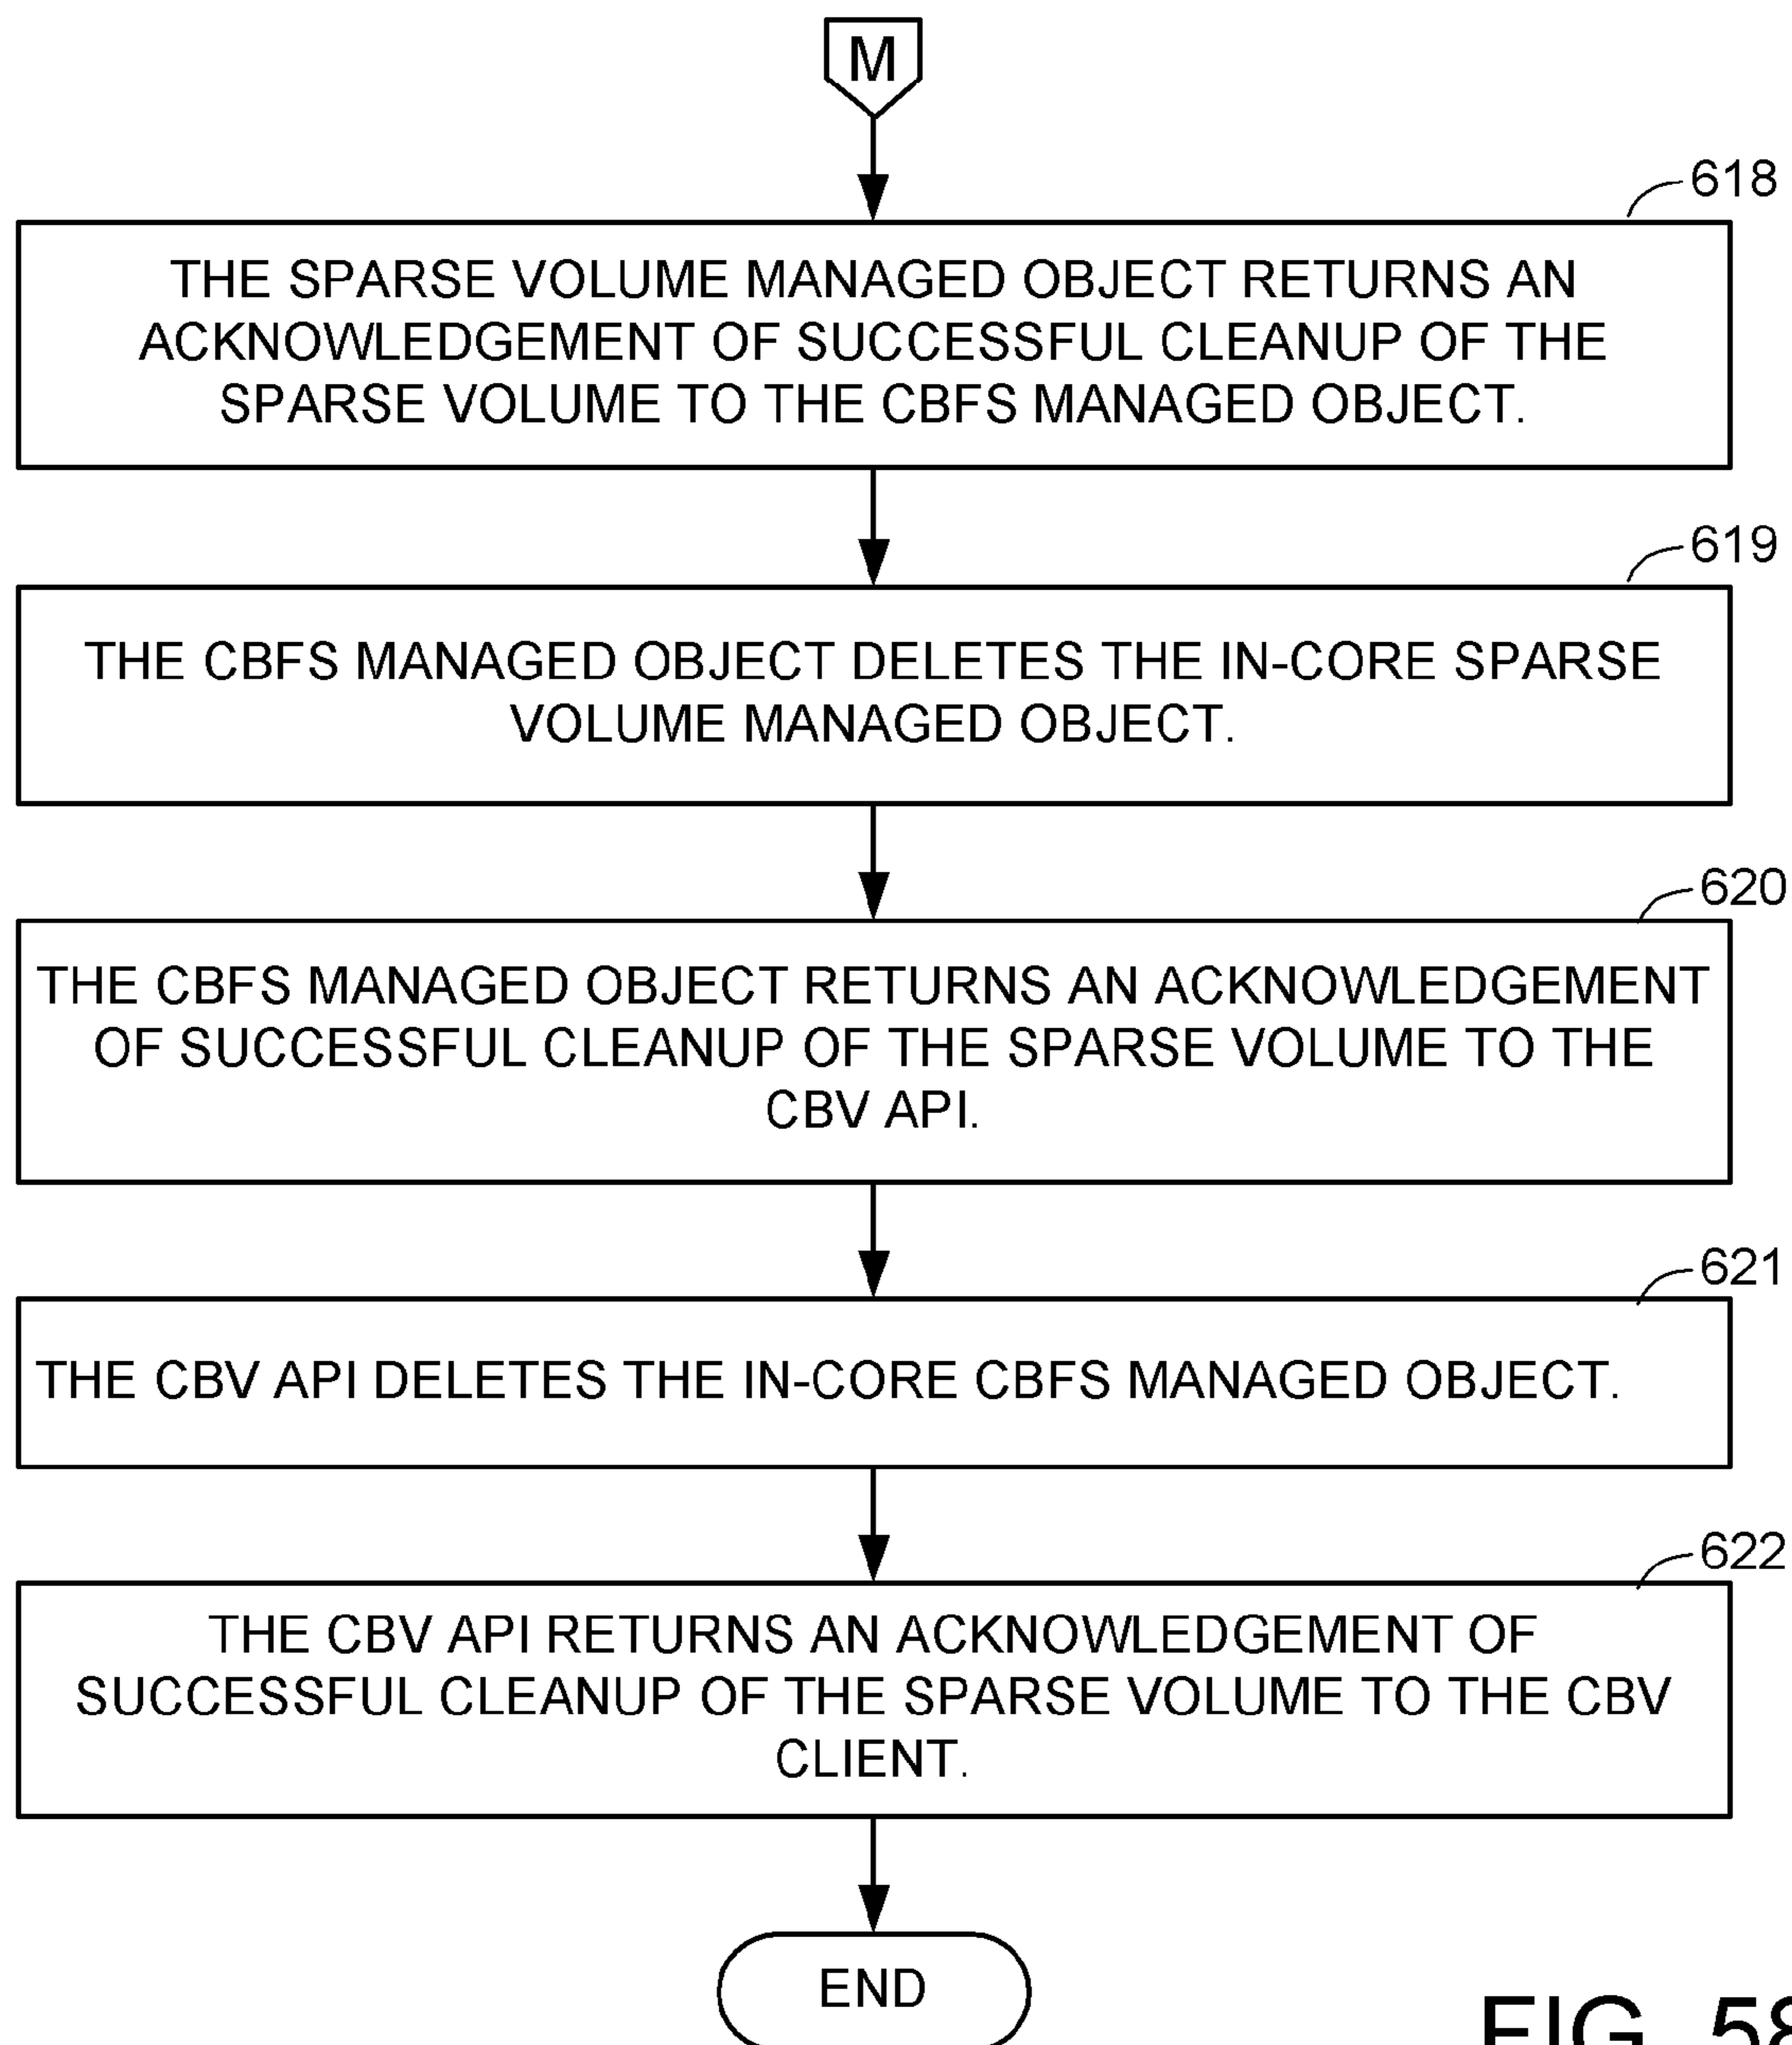 M
618
THE SPARSE VOLUME MANAGED OBJECT RETURNS AN
ACKNOWLEDGEMENT OF SUCCESSFUL CLEANUP OF THE
SPARSE VOLUME TO THE CBFS MANAGED OBJECT.
619
THE CBFS MANAGED OBJECT DELETES THE IN-CORE SPARSE
VOLUME MANAGED OBJECT.
620
THE CBFS MANAGED OBJECT RETURNS AN ACKNOWLEDGEMENT
OF SUCCESSFUL CLEANUP OF THE SPARSE VOLUME TO THE
CBV API.
621
THE CBV API DELETES THE IN-CORE CBFS MANAGED OBJECT.
622
THE CBV API RETURNS AN ACKNOWLEDGEMENT OF
SUCCESSFUL CLEANUP OF THE SPARSE VOLUME TO THE CBV
CLIENT.
END
FIG. 58